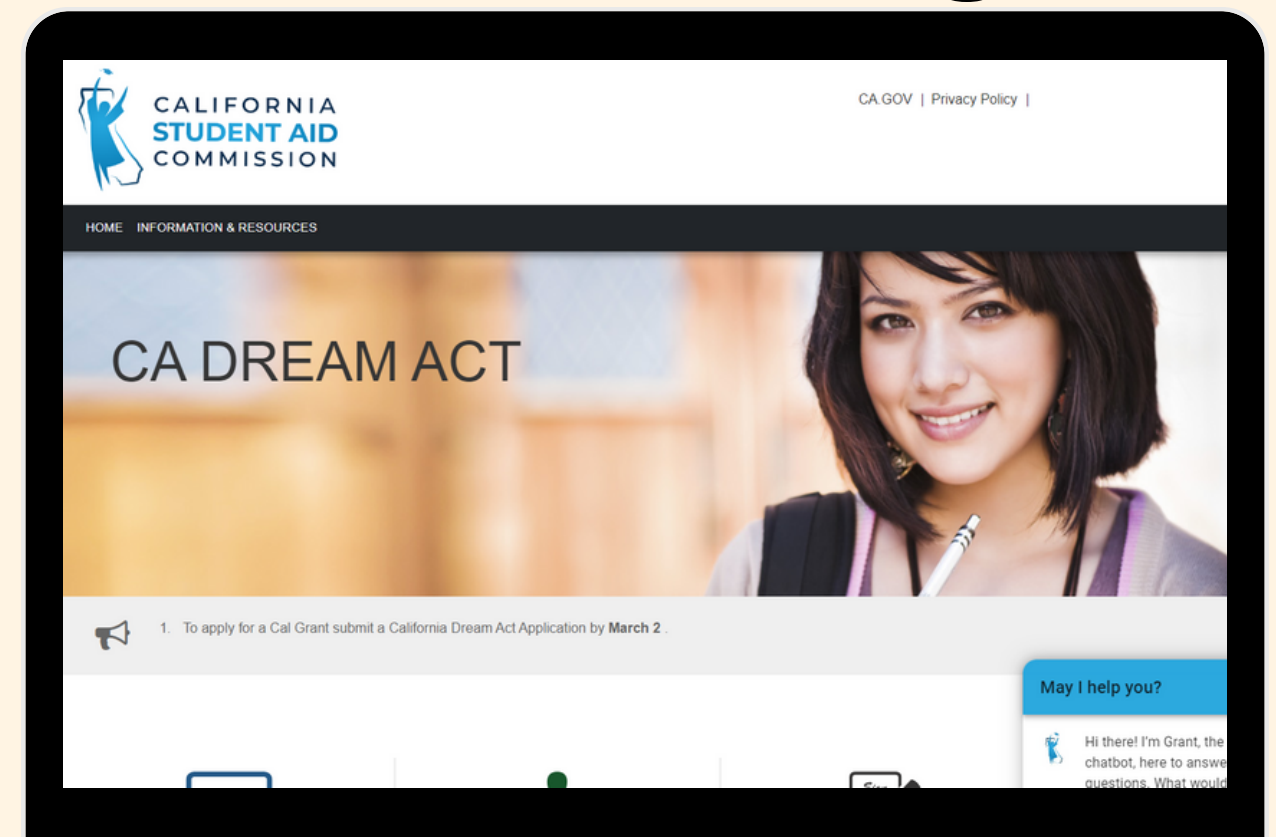 CALIFORNIA
STUDENT AID
COMMISSION
CA.GOV | Privacy Policy |
HOME INFORMATION & RESOURCES
CA DREAM ACT
1. To apply for a Cal Grant submit a California Dream Act Application by March 2 .
May I help you?
Hi there! I'm Grant, the
chatbot, here to answe
questions. What would
Sign